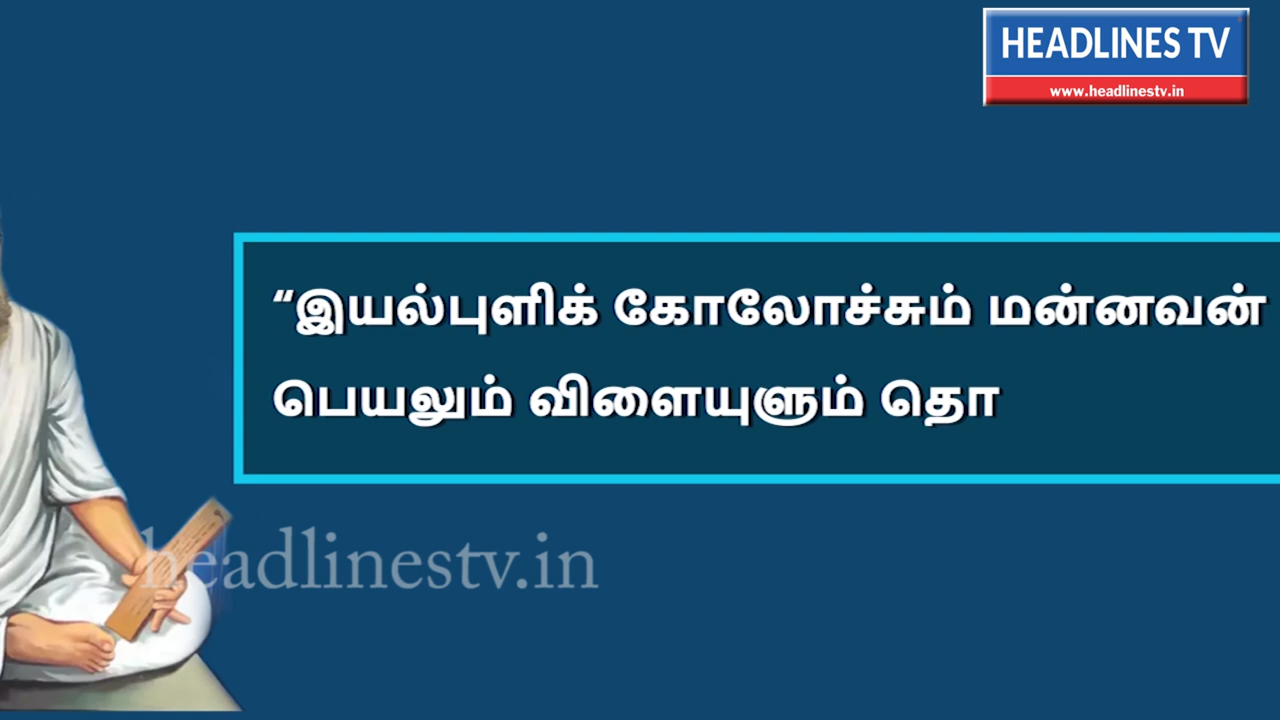 HEADLINES TV
www.headlinestv.in
“இயல்புளிக் கோலோச்சும் மன்னவன்
பெயலும் விளையுளும் தொ
headlinestv.in